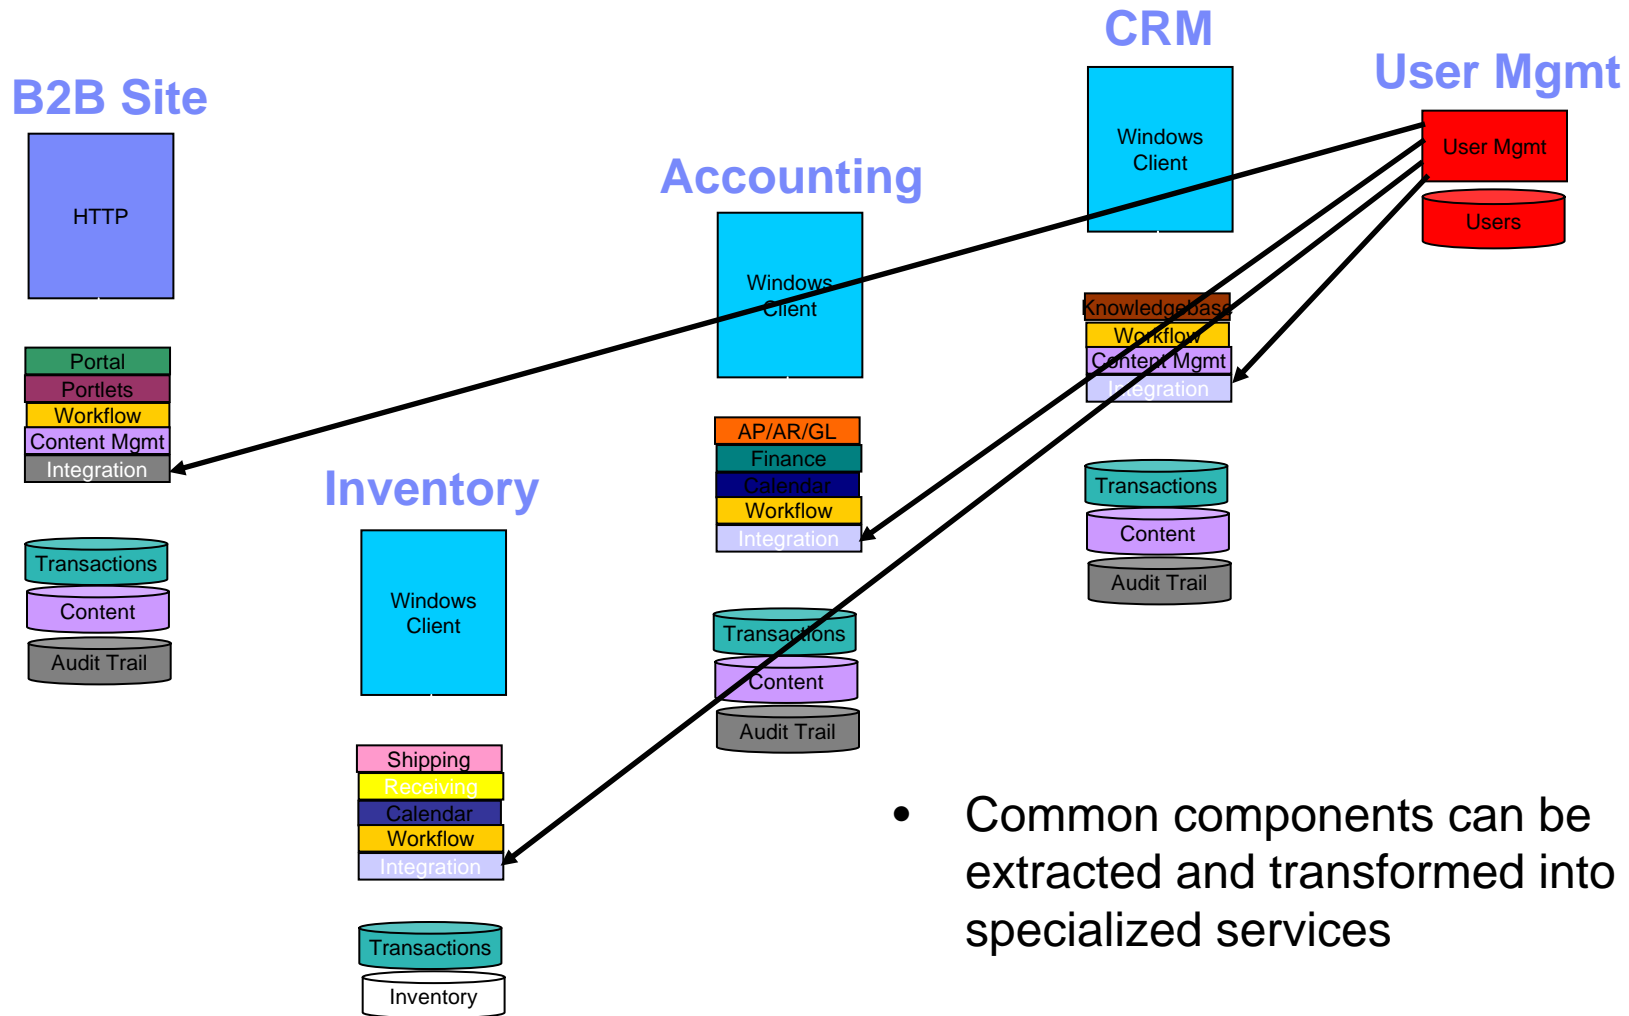 B2B Site
HTTP
Portal
Portlets
Workflow
Content Mgmt
Integration
Transactions
Content
Audit Trail
Inventory
Windows
Client
Shipping
Receiving
Calendar
Workflow
Integration
Transactions
Inventory
Accounting
Windows
Client
AP/AR/GL
Finance
Calendar
Workflow
Integration
Transactions
Content
Audit Trail
CRM
Windows
Client
Knowledgebase
Workflow
Content Mgmt
Integration
Transactions
Content
Audit Trail
User Mgmt
User Mgmt
Users
• Common components can be
extracted and transformed into
specialized services